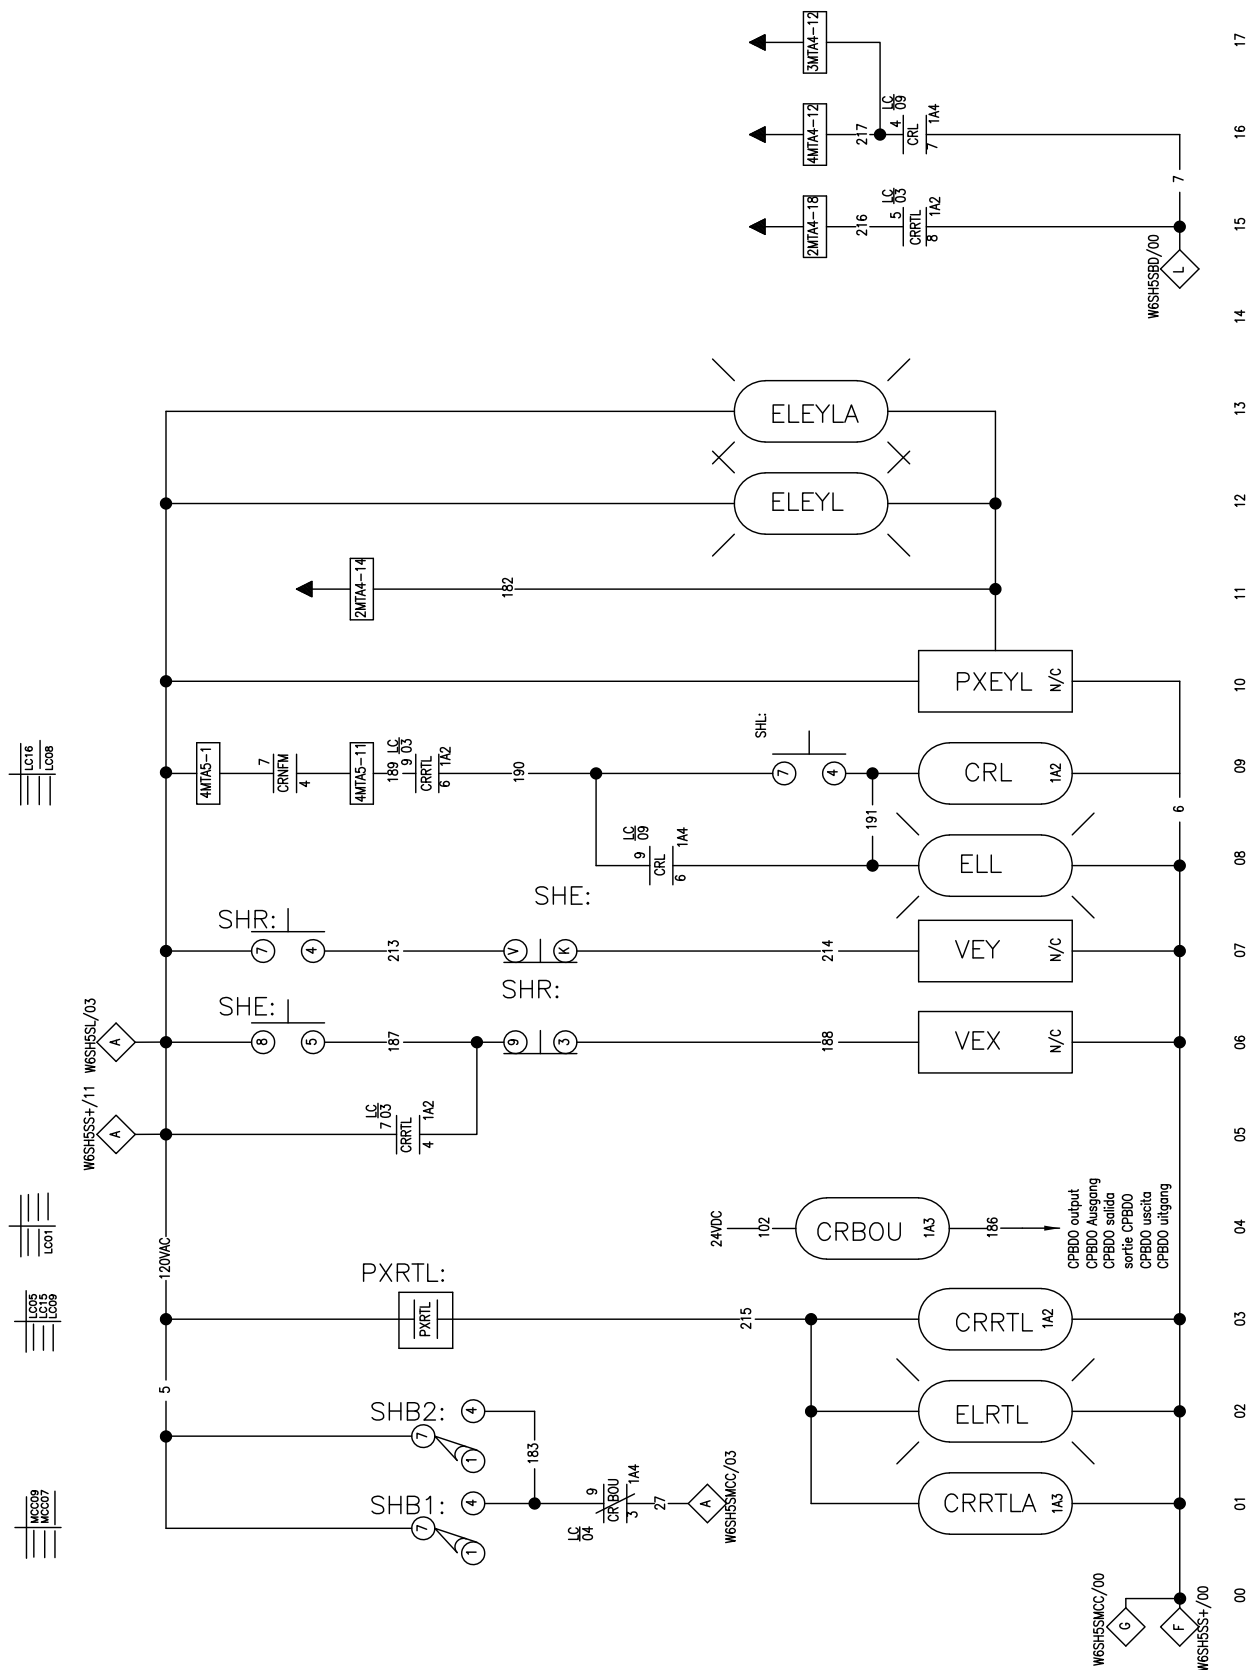 MCC09
MCC07
LC05
LC15
LC09
LC01
LC16
LC08
W6SH5SS+/11
A
W6SH5SL/03
A
5
120VAC
SHB1:
7
4
1
SHB2:
7
4
1
183
LC
04
9
CRBOU
3
1A4
27
A
W6SH5SMCC/03
PXRTL:
PXRTL
215
CRRTLA
1A3
ELRTL
CRRTL
1A2
24VDC
102
CRBOU
1A3
186
CPBDO output
CPBDO Ausgang
CPBDO salida
sortie CPBDO
CPBDO uscita
CPBDO uitgang
LC
7 03
CRRTL
4
1A2
SHE:
8
5
187
SHR:
9
3
188
VEX
N/C
SHR:
7
4
213
SHE:
V
K
214
VEY
N/C
4MTA5-1
7
CRNFM
4
4MTA5-11
189
LC
9 03
CRRTL
6
1A2
190
LC
09
9
CRL
6
1A4
SHL:
7
4
191
ELL
CRL
1A2
6
PXEYL
N/C
2MTA4-14
182
ELEYL
ELEYLA
2MTA4-18
216
LC
5 03
CRRTL
8
1A2
4MTA4-12
217
LC
4 09
CRL
7
1A4
3MTA4-12
7
W6SH5SBD/00
L
W6SH5SMCC/00
G
F
W6SH5SS+/00
00
01
02
03
04
05
06
07
08
09
10
11
12
13
14
15
16
17